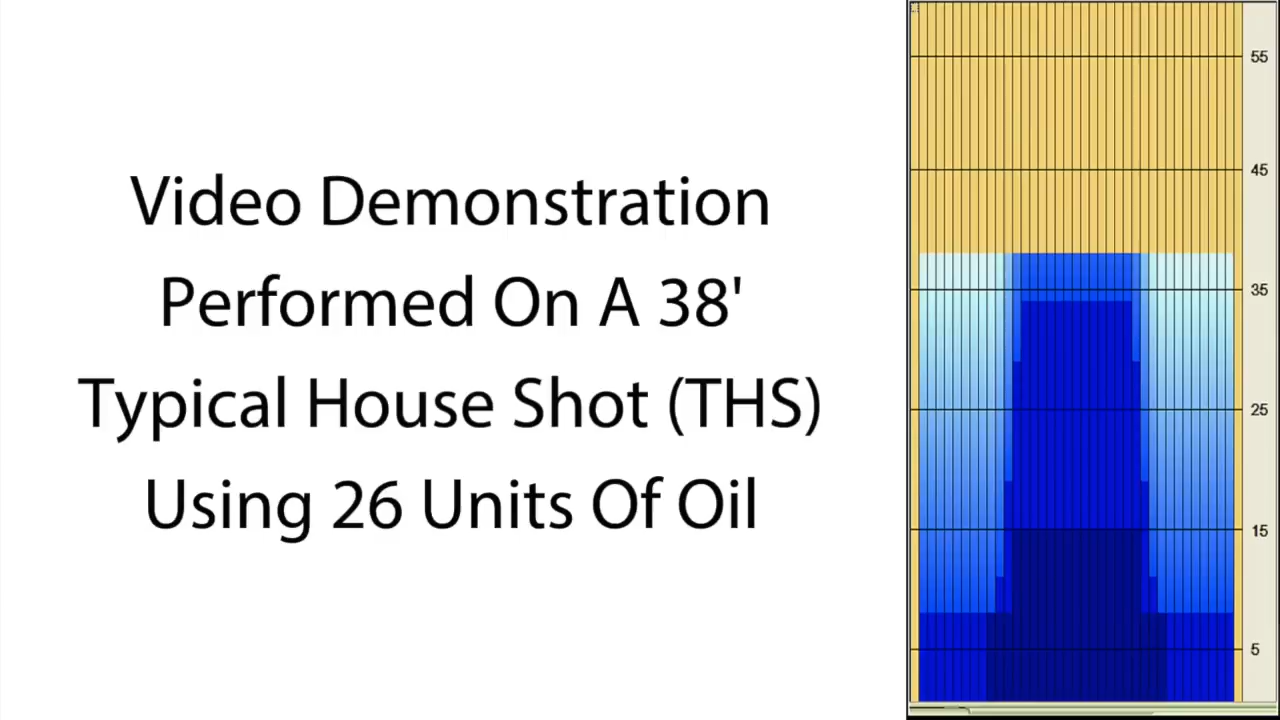 Video Demonstration
Performed On A 38'
Typical House Shot (THS)
Using 26 Units Of Oil
55
45
35
25
15
5